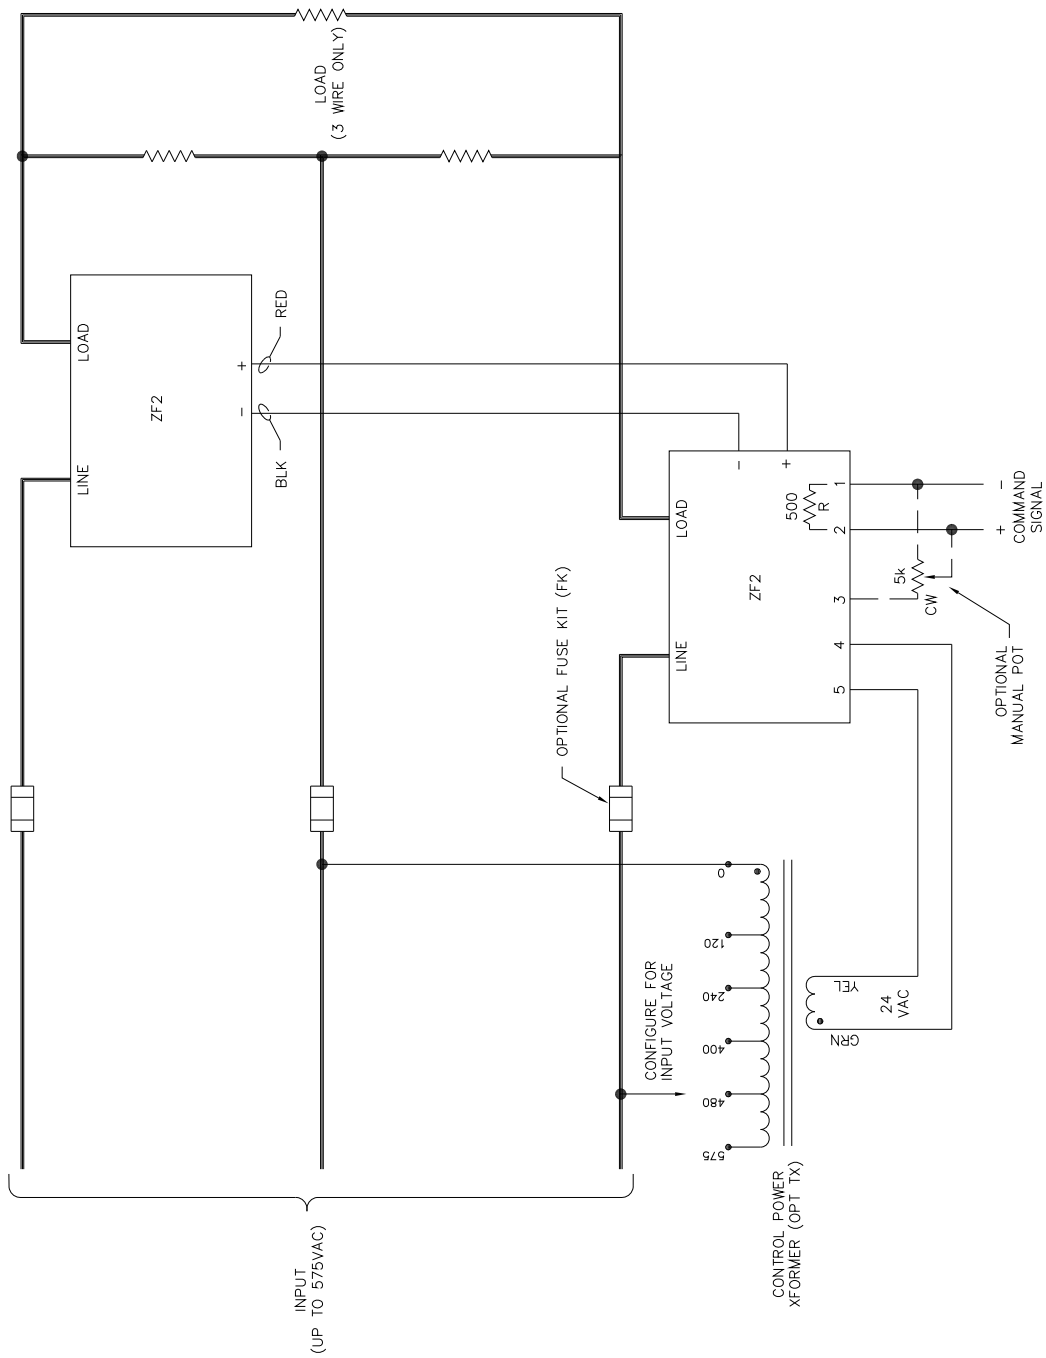 LOAD
(3 WIRE ONLY)
LOAD
ZF2
LINE
+
−
RED
BLK
OPTIONAL FUSE KIT (FK)
LOAD
ZF2
LINE
−
+
500
R
1
2
3
4
5
5k
CW
−
+
COMMAND
SIGNAL
OPTIONAL
MANUAL POT
INPUT
(UP TO 575VAC)
CONFIGURE FOR
INPUT VOLTAGE
0
120
240
400
480
575
YEL
24
VAC
GRN
CONTROL POWER
XFORMER (OPT TX)